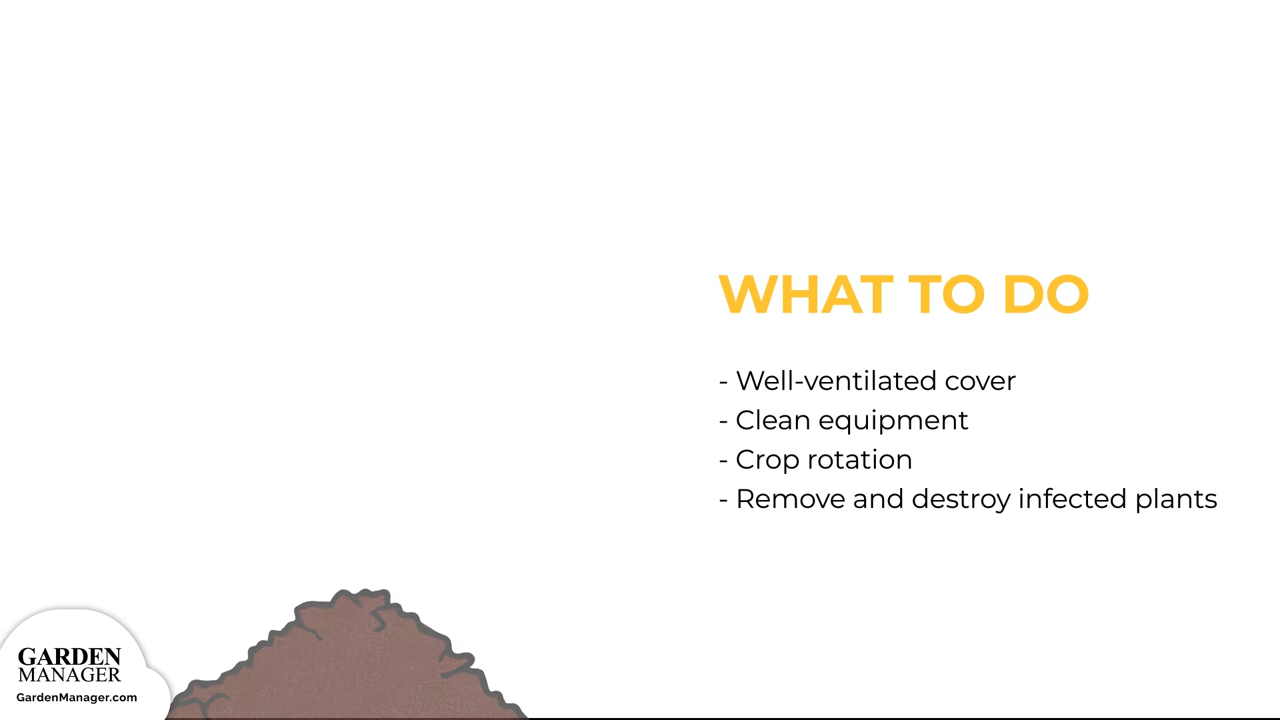 WHAT TO DO
- Well-ventilated cover
- Clean equipment
- Crop rotation
- Remove and destroy infected plants
GARDEN
MANAGER
GardenManager.com